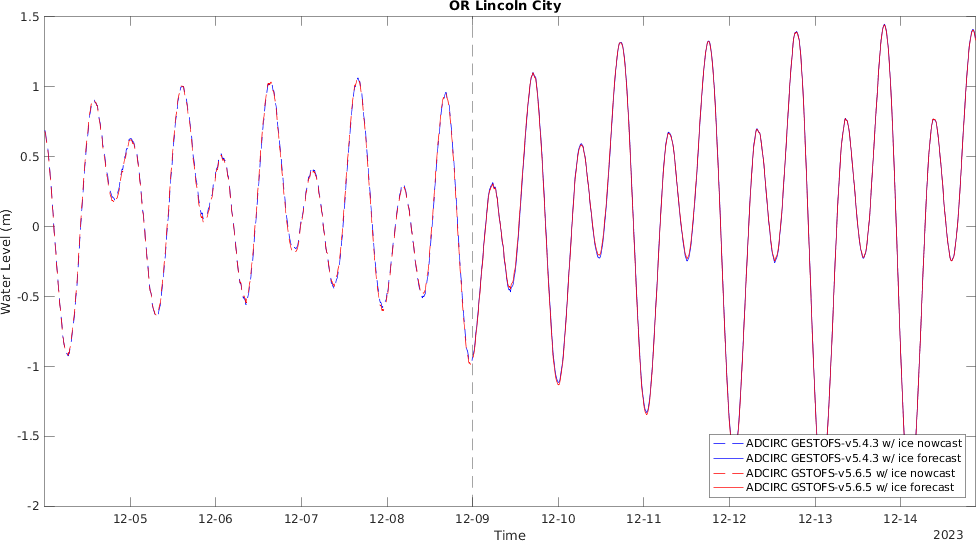 OR Lincoln City
1.5
1
0.5
0
-0.5
-1
-1.5
-2
Water Level (m)
12-05 12-06 12-07 12-08 12-09 12-10 12-11 12-12 12-13 12-14
Time
2023
ADCIRC GESTOFS-v5.4.3 w/ ice nowcast
ADCIRC GESTOFS-v5.4.3 w/ ice forecast
ADCIRC GSTOFS-v5.6.5 w/ ice nowcast
ADCIRC GSTOFS-v5.6.5 w/ ice forecast